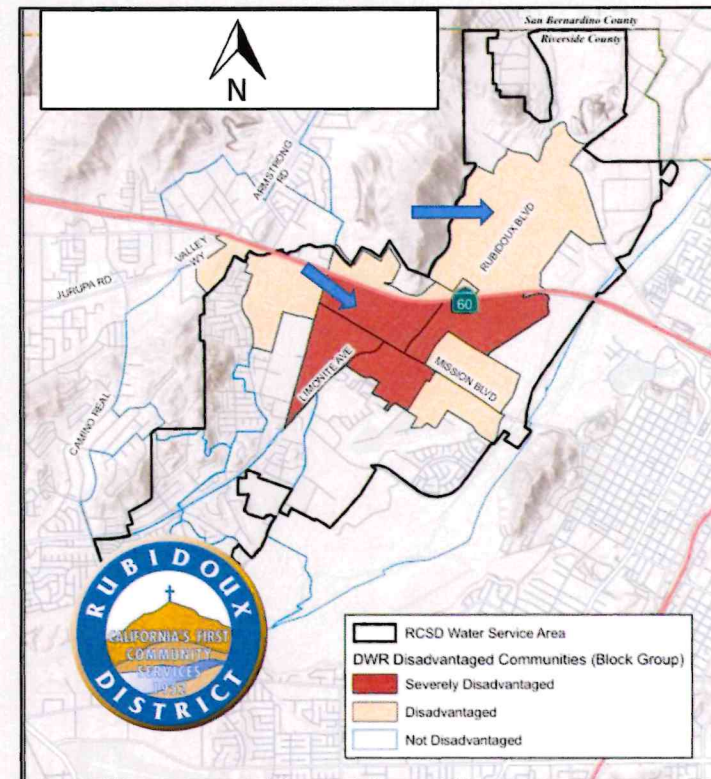 San Bernardino County
Riverside County
N
ARMSTRONG RD
VALLEY WY
JURUPA RD
RUBIDOUX BLVD
60
LIMONITE AVE
MISSION BLVD
CAMINO REAL
RUBIDOUX
CALIFORNIA'S FIRST
COMMUNITY
SERVICES
1952
DISTRICT
RCSD Water Service Area
DWR Disadvantaged Communities (Block Group)
Severely Disadvantaged
Disadvantaged
Not Disadvantaged